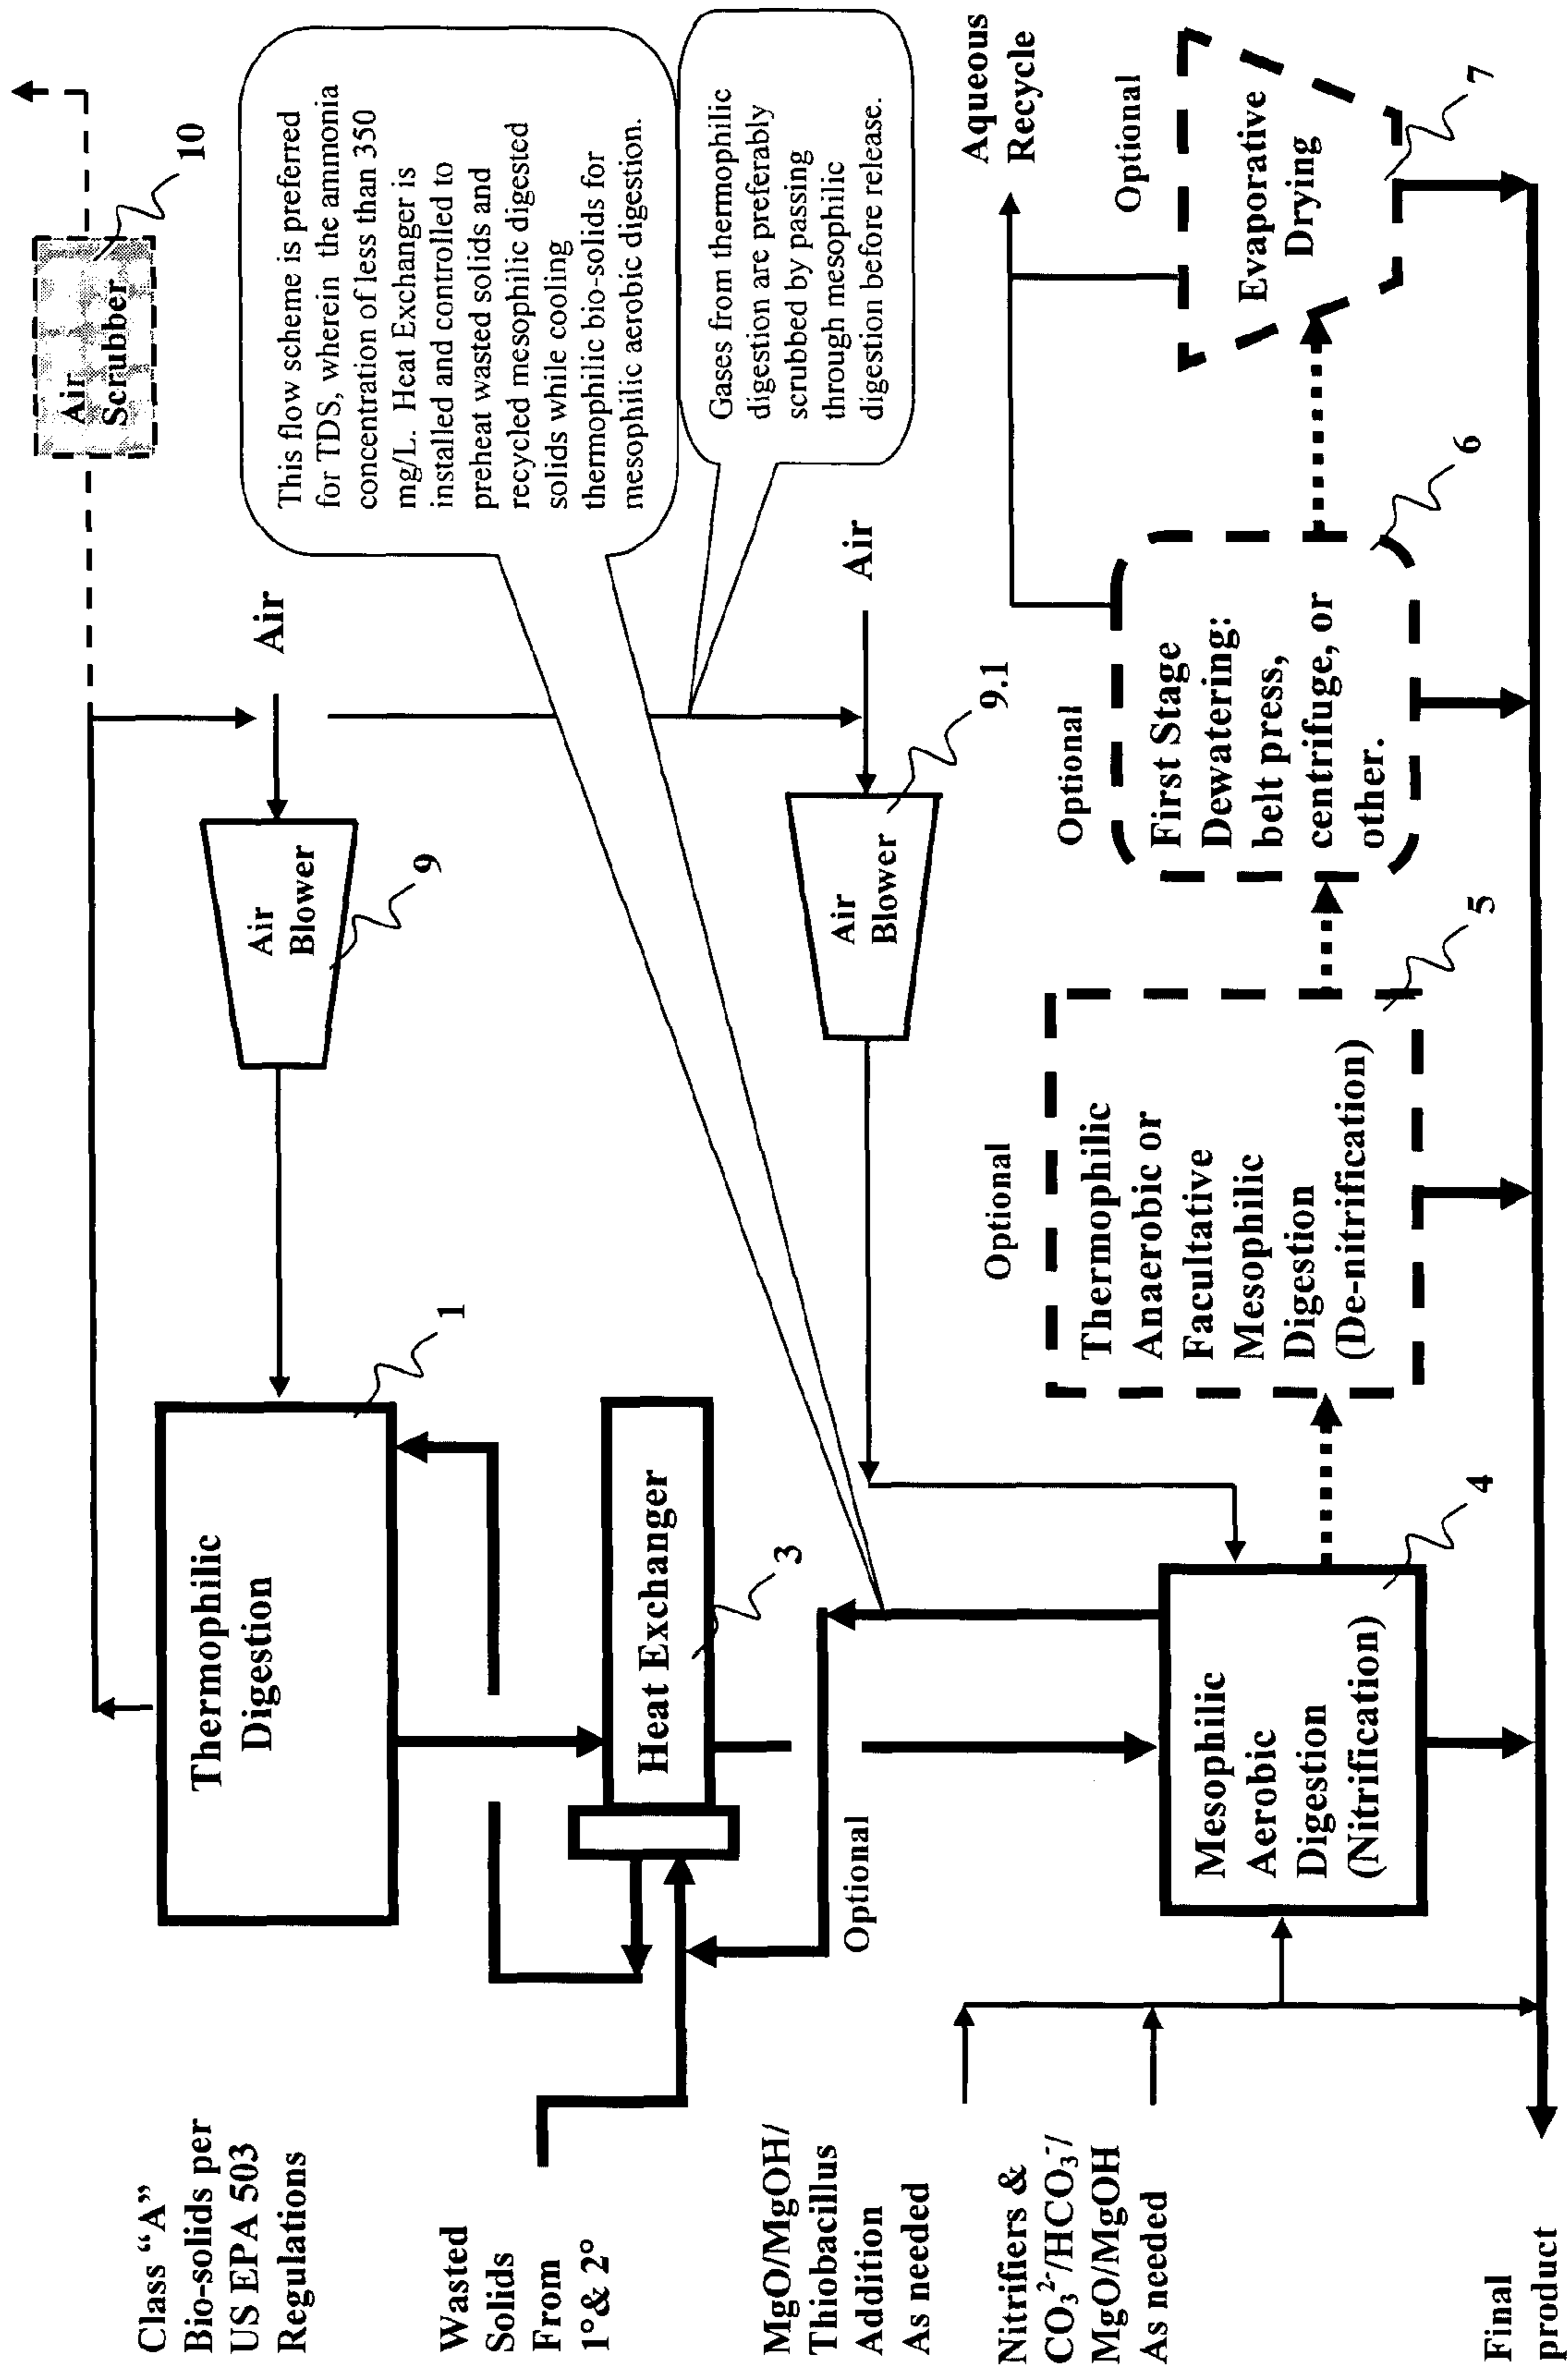 Class “A”
Bio-solids per
US EPA 503
Regulations
Wasted
Solids
From
1°& 2°
MgO/MgOH/
Thiobacillus
Addition
As needed
Nitrifiers &
CO₃²⁻/HCO₃⁻/
MgO/MgOH
As needed
Final
product
Thermophilic
Digestion
1
Air
Blower
9
Air
Air
Scrubber
10
This flow scheme is preferred
for TDS, wherein the ammonia
concentration of less than 350
mg/L. Heat Exchanger is
installed and controlled to
preheat wasted solids and
recycled mesophilic digested
solids while cooling
thermophilic bio-solids for
mesophilic aerobic digestion.
Gases from thermophilic
digestion are preferably
scrubbed by passing
through mesophilic
digestion before release.
Heat Exchanger
3
Optional
Air
Blower
9.1
Air
Mesophilic
Aerobic
Digestion
(Nitrification)
4
Optional
Thermophilic
Anaerobic or
Facultative
Mesophilic
Digestion
(De-nitrification)
5
Optional
First Stage
Dewatering:
belt press,
centrifuge, or
other.
6
Aqueous
Recycle
Optional
Evaporative
Drying
7